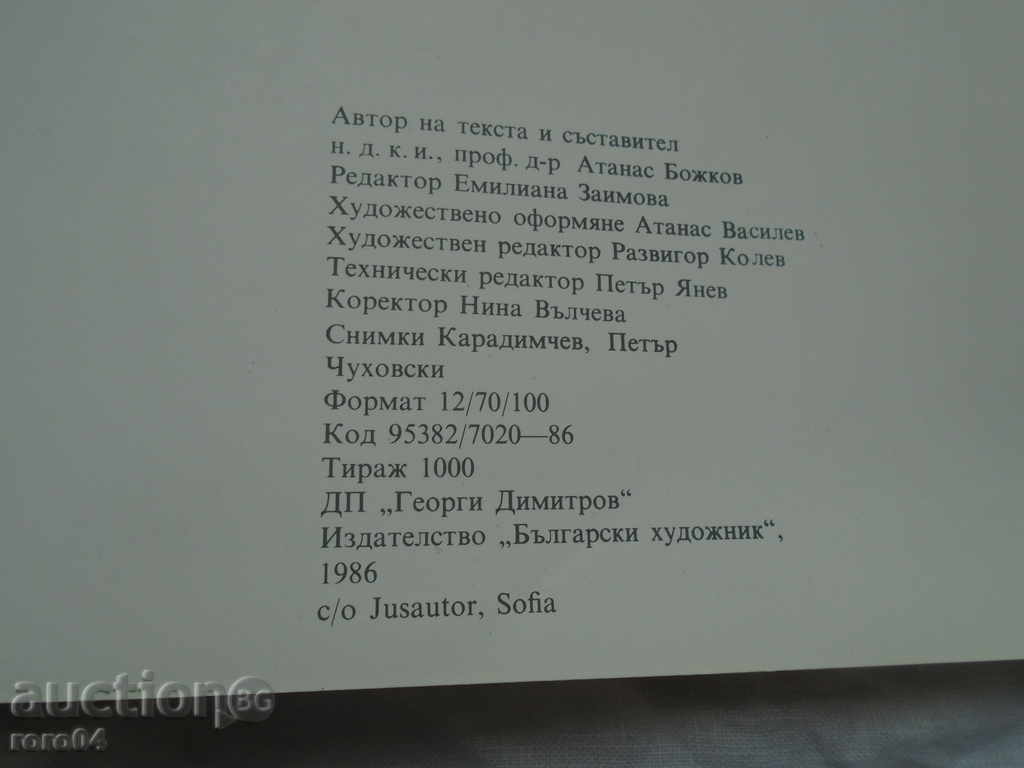 Автор на текста и съставител
н. д. к. и., проф. д-р Атанас Божков
Редактор Емилиана Заимова
Художествено оформяне Атанас Василев
Художествен редактор Развигор Колев
Технически редактор Петър Янев
Коректор Нина Вълчева
Снимки Карадимчев, Петър
Чуховски
Формат 12/70/100
Код 95382/7020—86
Тираж 1000
ДП „Георги Димитров“
Издателство „Български художник“,
1986
c/o Jusautor, Sofia
auction BG
roro04